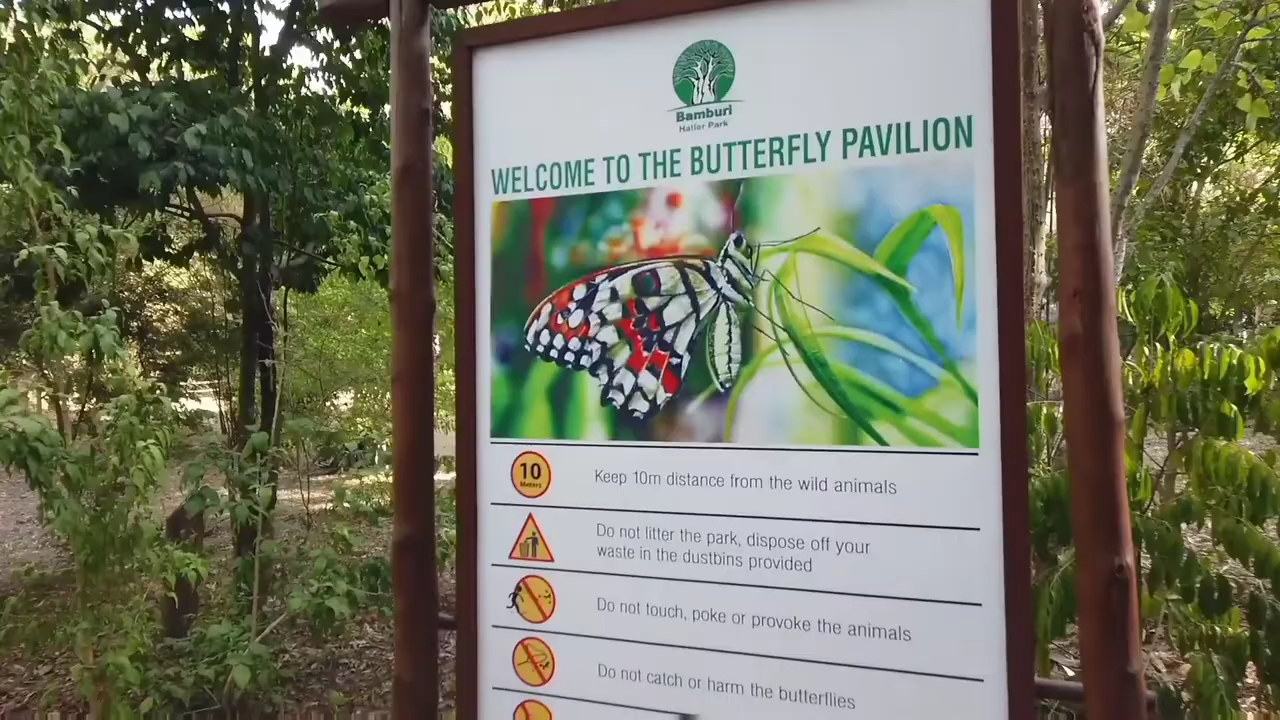 Bamburi
Haller Park
WELCOME TO THE BUTTERFLY PAVILION
10
Meters
Keep 10m distance from the wild animals
Do not litter the park, dispose off your
waste in the dustbins provided
Do not touch, poke or provoke the animals
Do not catch or harm the butterflies